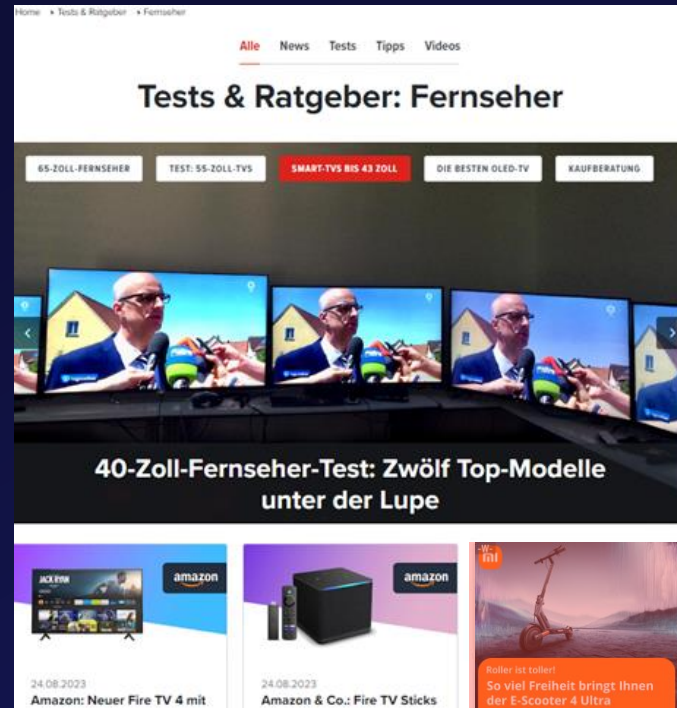 Home › Tests & Ratgeber › Fernseher
Alle News Tests Tipps Videos
Tests & Ratgeber: Fernseher
65-ZOLL-FERNSEHER TEST: 55-ZOLL-TVS SMART-TVS BIS 43 ZOLL DIE BESTEN OLED-TV KAUFBERATUNG
40-Zoll-Fernseher-Test: Zwölf Top-Modelle
unter der Lupe
JACK RYAN
amazon
24.08.2023
Amazon: Neuer Fire TV 4 mit
amazon
24.08.2023
Amazon & Co.: Fire TV Sticks
-W-
mi
Roller ist toller!
So viel Freiheit bringt Ihnen
der E-Scooter 4 Ultra